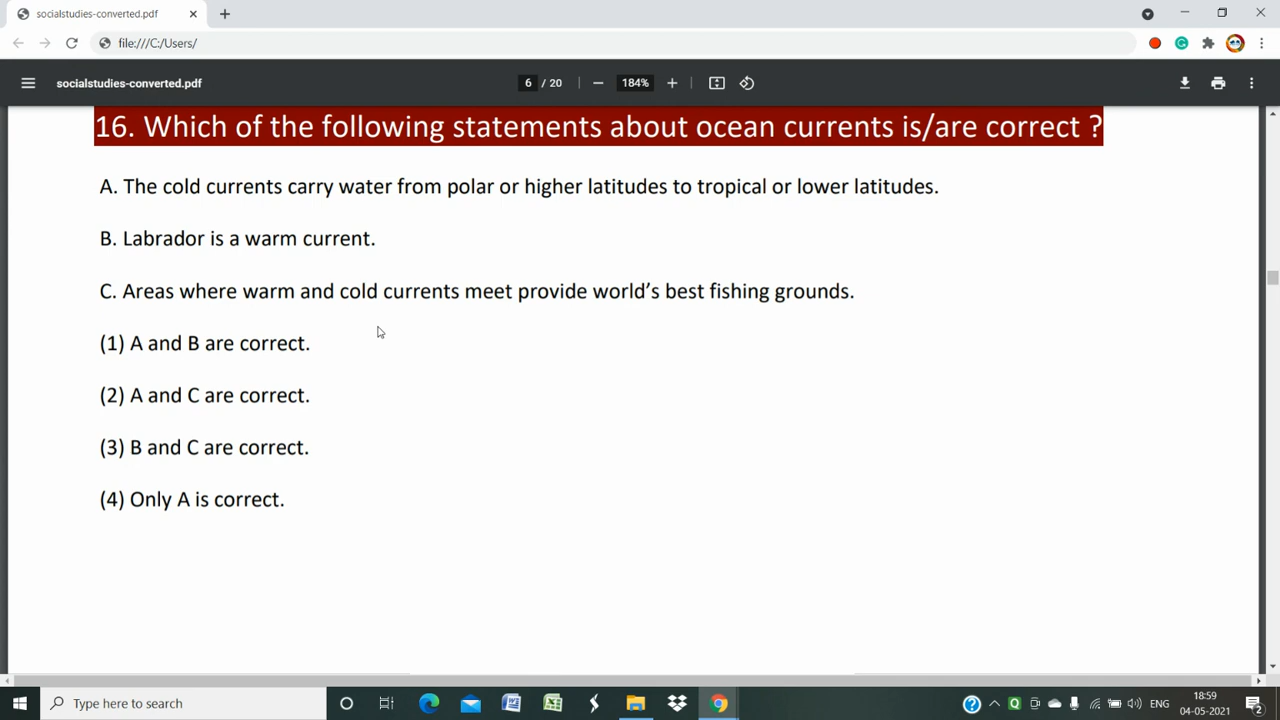 socialstudies-converted.pdf
file:///C:/Users/
socialstudies-converted.pdf
6 / 20
184%
16. Which of the following statements about ocean currents is/are correct ?
A. The cold currents carry water from polar or higher latitudes to tropical or lower latitudes.
B. Labrador is a warm current.
C. Areas where warm and cold currents meet provide world’s best fishing grounds.
(1) A and B are correct.
(2) A and C are correct.
(3) B and C are correct.
(4) Only A is correct.
Type here to search
ENG
18:59
04-05-2021
2